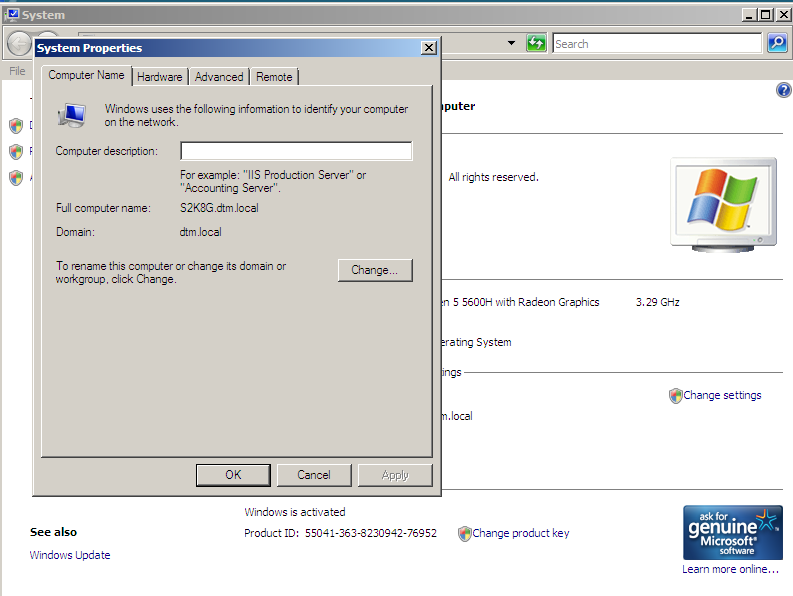 System
Search
File
System Properties
Computer Name
Hardware
Advanced
Remote
Windows uses the following information to identify your computer
on the network.
Computer description:
For example: "IIS Production Server" or
"Accounting Server".
Full computer name:
S2K8G.dtm.local
Domain:
dtm.local
To rename this computer or change its domain or
workgroup, click Change.
Change...
OK
Cancel
Apply
puter
All rights reserved.
en 5 5600H with Radeon Graphics
3.29 GHz
erating System
ings
Change settings
m.local
Windows is activated
Product ID: 55041-363-8230942-76952
Change product key
See also
Windows Update
ask for
genuine
Microsoft®
software
Learn more online...